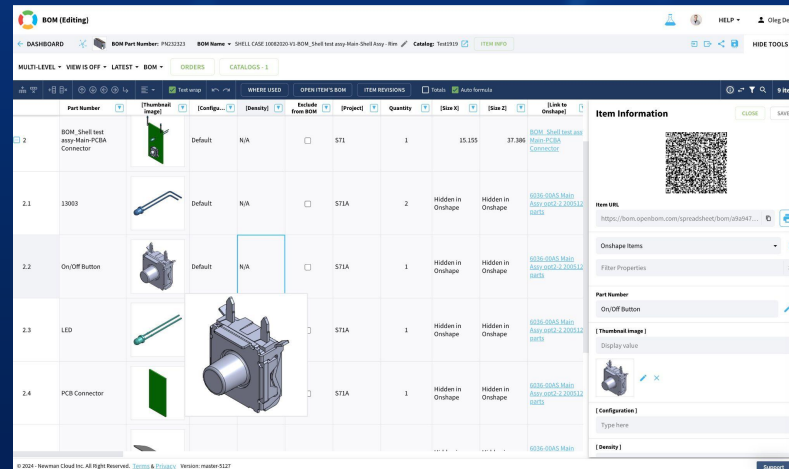 BOM (Editing)
HELP
Oleg
DASHBOARD
BOM Part Number: PN232323
BOM Name SHELL CASE 10082020-V1-BOM_Shell test assy-Main-Shell Assy - Rim
Catalog: Test1919
ITEM INFO
HIDE TOOLS
MULTI-LEVEL VIEW IS OFF LATEST BOM
ORDERS
CATALOGS - 1
Text wrap
WHERE USED
OPEN ITEM'S BOM
ITEM REVISIONS
Totals
Auto formula
Part Number
[Thumbnail image]
[Configu...
[Density]
Exclude from BOM
[Project]
Quantity
[Size X]
[Size Z]
[Link to Onshape]
2
BOM_Shell test
assy-Main-PCBA
Connector
Default
N/A
S71
1
15.155
37.386
BOM_Shell test
Main-PCBA
Connector
2.1
13003
Default
N/A
S71A
2
Hidden in
Onshape
Hidden in
Onshape
6036-00AS Main
Assy opt2-2 200512
parts
2.2
On/Off Button
Default
N/A
S71A
1
Hidden in
Onshape
Hidden in
Onshape
6036-00AS Main
Assy opt2-2 200512
parts
2.3
LED
S71A
1
Hidden in
Onshape
Hidden in
Onshape
6036-00AS Main
Assy opt2-2 200512
parts
2.4
PCB Connector
S71A
1
Hidden in
Onshape
Hidden in
Onshape
6036-00AS Main
Assy opt2-2 200512
parts
6036-00AS Main
Item Information
CLOSE
SAVE
Item URL
https://bom.openbom.com/spreadsheet/bom/a9a947...
Onshape Items
Filter Properties
Part Number
On/Off Button
[ Thumbnail image ]
Display value
[ Configuration ]
Type here
[ Density ]
© 2024 - Newman Cloud Inc. All Right Reserved. Terms & Privacy Version: master-5127
Support